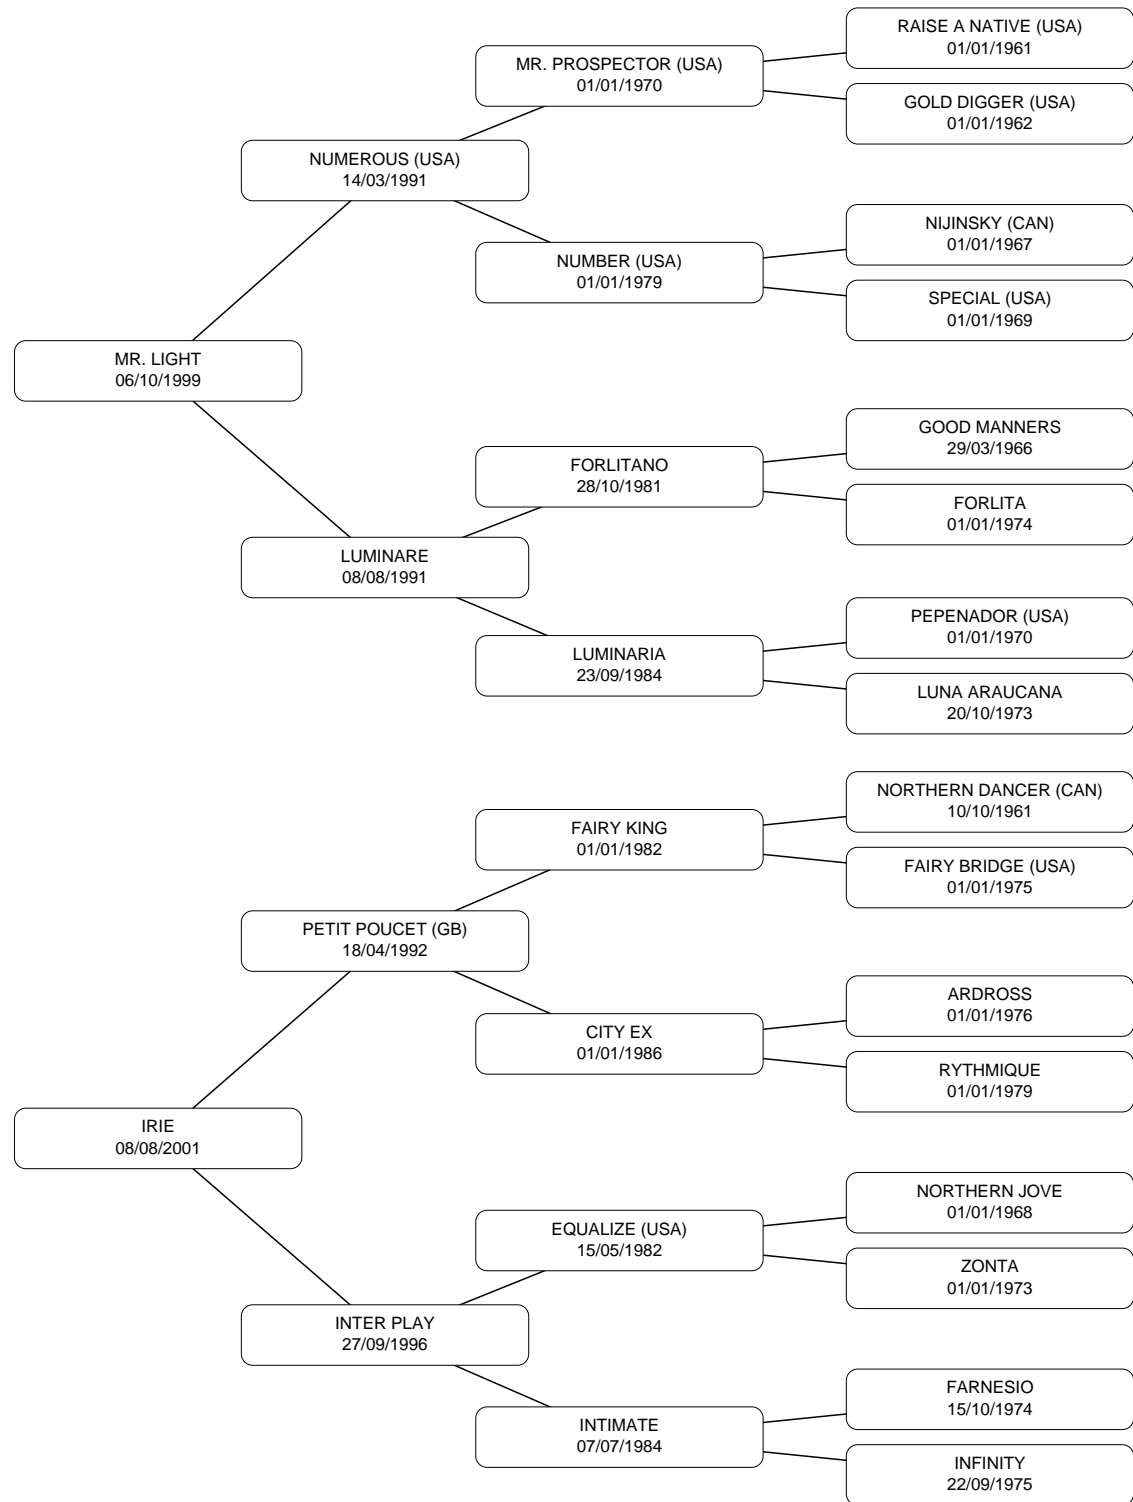 RAISE A NATIVE (USA)
01/01/1961
MR. PROSPECTOR (USA)
01/01/1970
GOLD DIGGER (USA)
01/01/1962
NUMEROUS (USA)
14/03/1991
NIJINSKY (CAN)
01/01/1967
NUMBER (USA)
01/01/1979
SPECIAL (USA)
01/01/1969
MR. LIGHT
06/10/1999
GOOD MANNERS
29/03/1966
FORLITANO
28/10/1981
FORLITA
01/01/1974
LUMINARE
08/08/1991
PEPENADOR (USA)
01/01/1970
LUMINARIA
23/09/1984
LUNA ARAUCANA
20/10/1973
NORTHERN DANCER (CAN)
10/10/1961
FAIRY KING
01/01/1982
FAIRY BRIDGE (USA)
01/01/1975
PETIT POUCET (GB)
18/04/1992
ARDROSS
01/01/1976
CITY EX
01/01/1986
RYTHMIQUE
01/01/1979
IRIE
08/08/2001
NORTHERN JOVE
01/01/1968
EQUALIZE (USA)
15/05/1982
ZONTA
01/01/1973
INTER PLAY
27/09/1996
FARNESIO
15/10/1974
INTIMATE
07/07/1984
INFINITY
22/09/1975